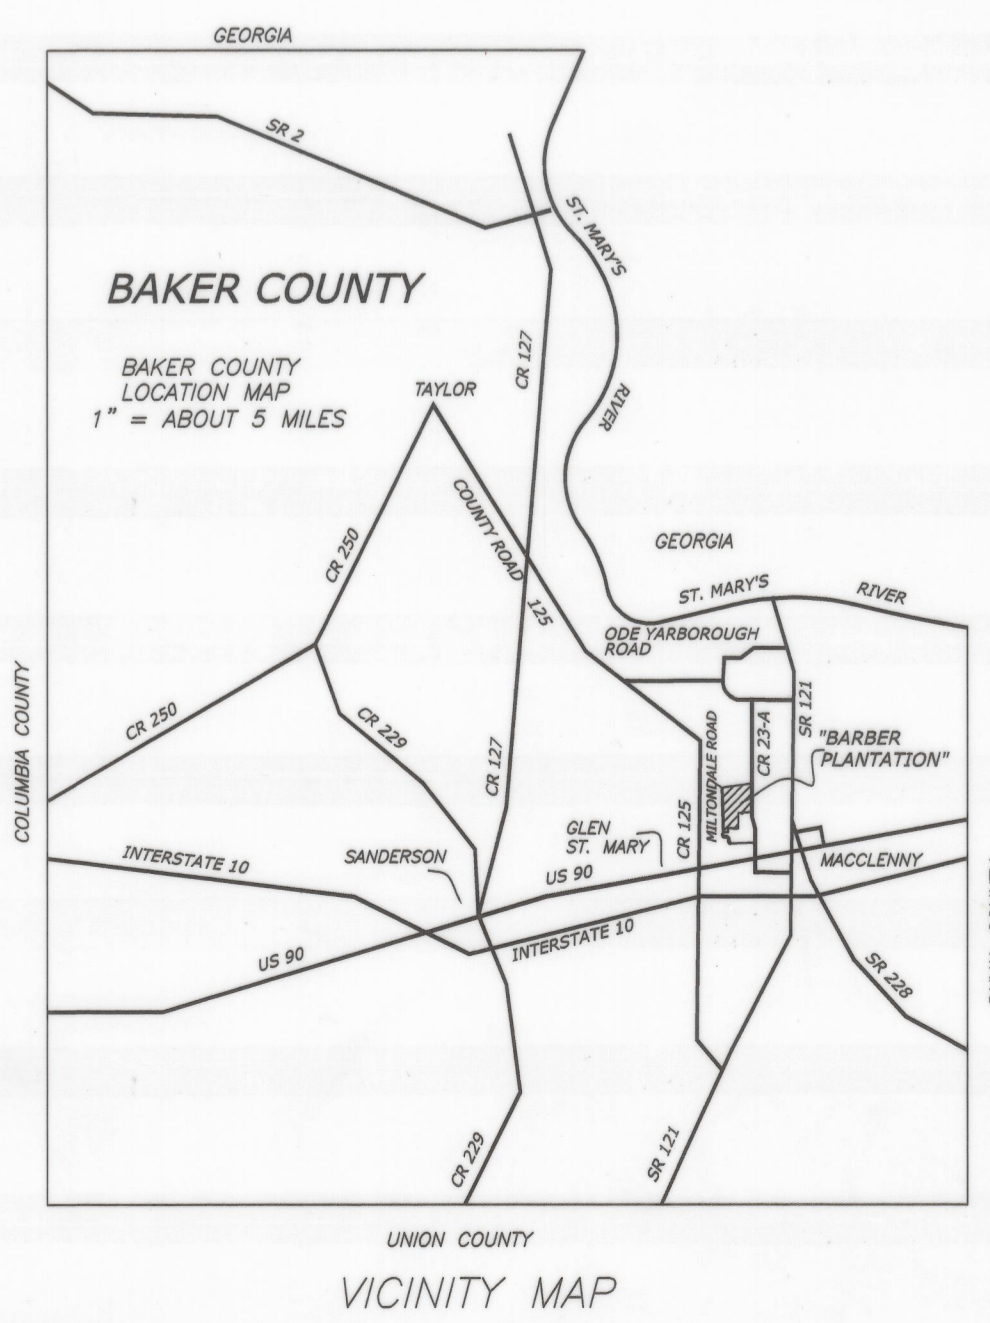 GEORGIA
SR 2
ST. MARY'S
RIVER
BAKER COUNTY
CR 127
BAKER COUNTY
LOCATION MAP
1" = ABOUT 5 MILES
TAYLOR
COUNTY ROAD
125
CR 250
GEORGIA
ST. MARY'S
RIVER
ODE YARBOROUGH
ROAD
COLUMBIA COUNTY
CR 250
CR 229
CR 127
MILTONDALE ROAD
CR 23-A
SR 121
"BARBER
PLANTATION"
CR 125
GLEN
ST. MARY
INTERSTATE 10
SANDERSON
US 90
MACCLENNY
US 90
INTERSTATE 10
SR 228
CR 229
SR 121
UNION COUNTY
VICINITY MAP